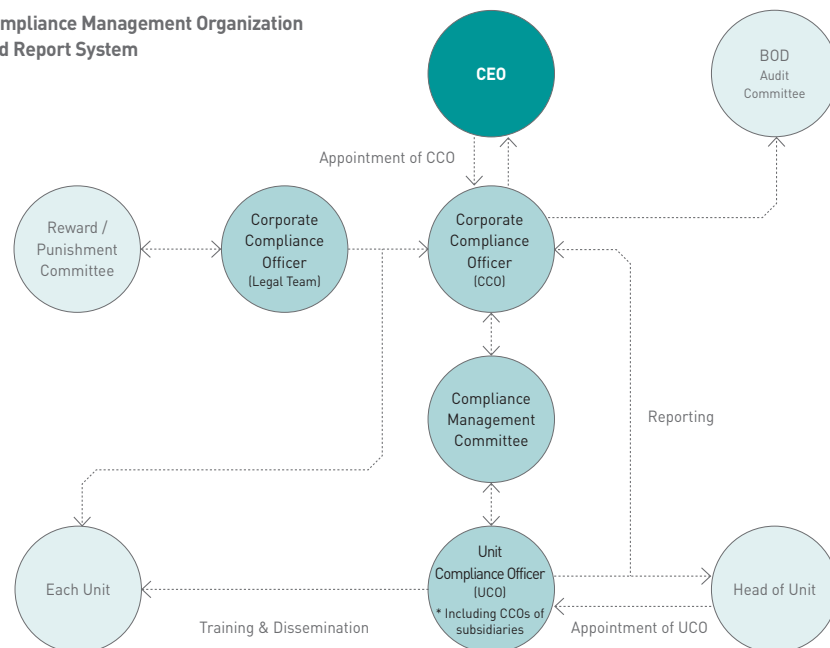 ompliance Management Organization
d Report System
CEO
BOD
Audit
Committee
Appointment of CCO
Reward /
Punishment
Committee
Corporate
Compliance
Officer
(Legal Team)
Corporate
Compliance
Officer
(CCO)
Compliance
Management
Committee
Reporting
Each Unit
Unit
Compliance Officer
(UCO)
* Including CCOs of
subsidiaries
Head of Unit
Training & Dissemination
Appointment of UCO